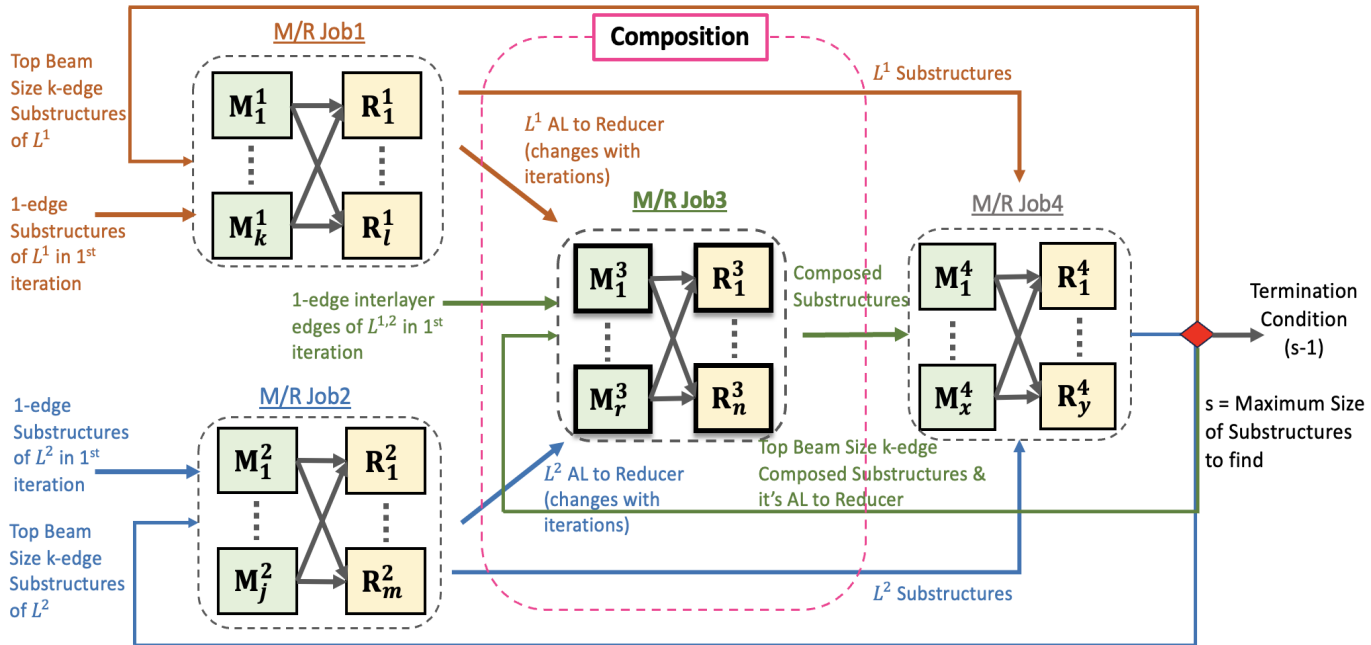 M/R Job1
Composition
Top Beam
Size k-edge
Substructures
of L¹
M₁¹
R₁¹
L¹ Substructures
L¹ AL to Reducer
(changes with
iterations)
1-edge
Substructures
of L¹ in 1st
iteration
Mₖ¹
Rₗ¹
M/R Job3
M/R Job4
1-edge interlayer
edges of L¹,² in 1st
iteration
M₁³
R₁³
Mᵣ³
Rₙ³
Composed
Substructures
M₁⁴
R₁⁴
Mₓ⁴
R_y⁴
Termination
Condition
(s-1)
s = Maximum Size
of Substructures
to find
M/R Job2
1-edge
Substructures
of L² in 1st
iteration
M₁²
R₁²
L² AL to Reducer
(changes with
iterations)
Top Beam Size k-edge
Composed Substructures &
it's AL to Reducer
Top Beam
Size k-edge
Substructures
of L²
Mⱼ²
Rₘ²
L² Substructures